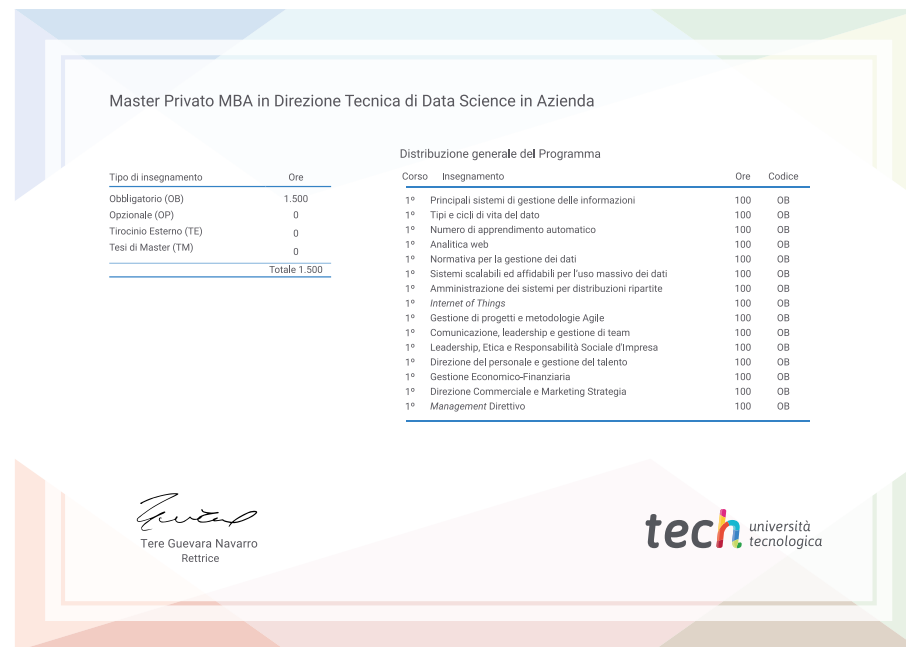 Master Privato MBA in Direzione Tecnica di Data Science in Azienda
Tipo di insegnamento Ore
Obbligatorio (OB) 1.500
Opzionale (OP) 0
Tirocinio Esterno (TE) 0
Tesi di Master (TM) 0
Totale 1.500
Distribuzione generale del Programma
Corso Insegnamento Ore Codice
1º Principali sistemi di gestione delle informazioni 100 OB
1º Tipi e cicli di vita del dato 100 OB
1º Numero di apprendimento automatico 100 OB
1º Analitica web 100 OB
1º Normativa per la gestione dei dati 100 OB
1º Sistemi scalabili ed affidabili per l'uso massivo dei dati 100 OB
1º Amministrazione dei sistemi per distribuzioni ripartite 100 OB
1º Internet of Things 100 OB
1º Gestione di progetti e metodologie Agile 100 OB
1º Comunicazione, leadership e gestione di team 100 OB
1º Leadership, Etica e Responsabilità Sociale d'Impresa 100 OB
1º Direzione del personale e gestione del talento 100 OB
1º Gestione Economico-Finanziaria 100 OB
1º Direzione Commerciale e Marketing Strategia 100 OB
1º Management Direttivo 100 OB
Tere Guevara Navarro
Rettrice
tech università
tecnologica